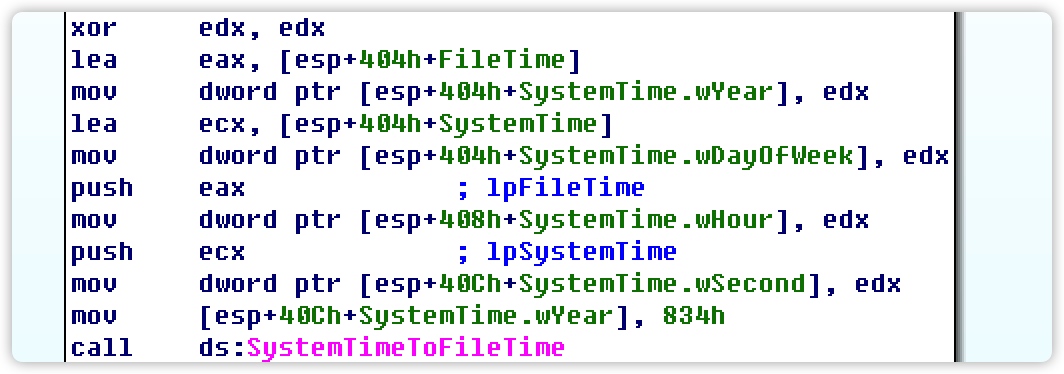 xor edx, edx
lea eax, [esp+404h+FileTime]
mov dword ptr [esp+404h+SystemTime.wYear], edx
lea ecx, [esp+404h+SystemTime]
mov dword ptr [esp+404h+SystemTime.wDayOfWeek], edx
push eax ; lpFileTime
mov dword ptr [esp+408h+SystemTime.wHour], edx
push ecx ; lpSystemTime
mov dword ptr [esp+40Ch+SystemTime.wSecond], edx
mov [esp+40Ch+SystemTime.wYear], 834h
call ds:SystemTimeToFileTime